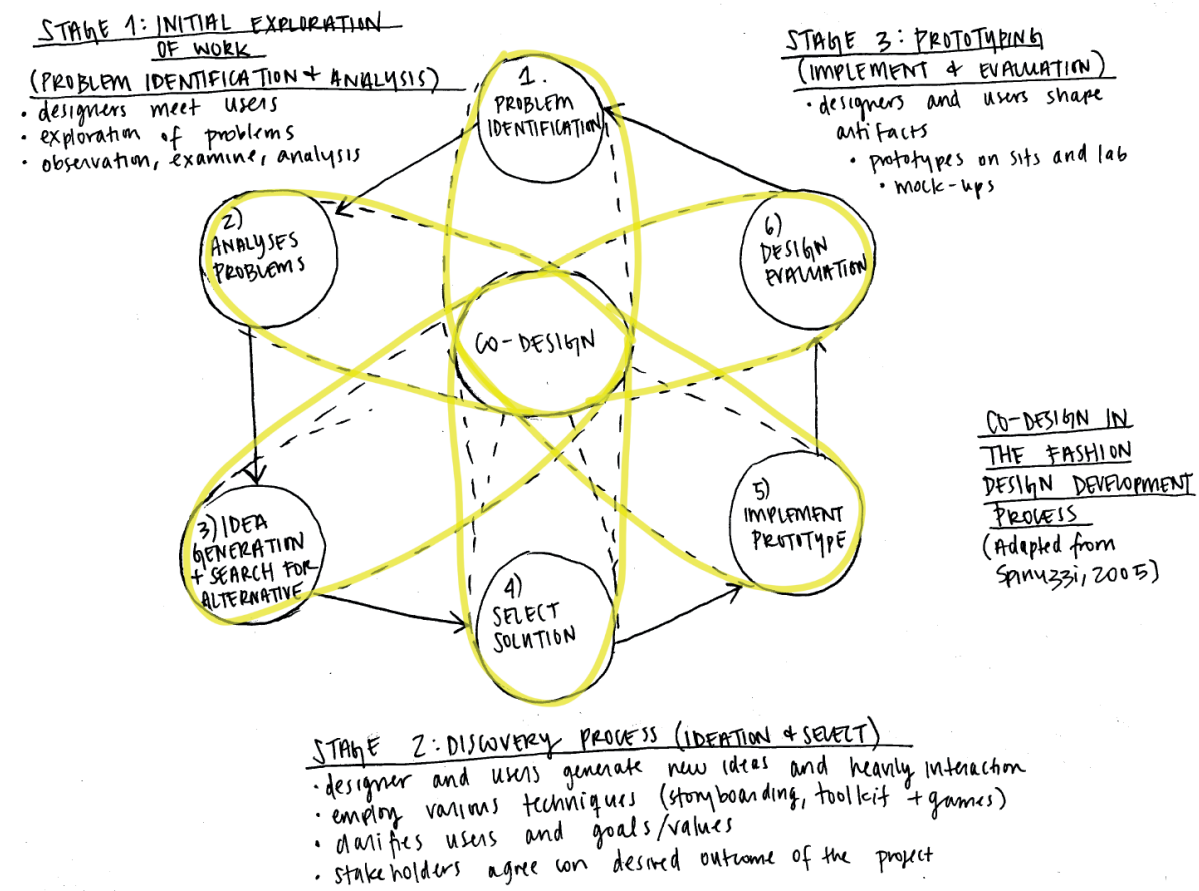 STAGE 1: INITIAL EXPLORATION
OF WORK
(PROBLEM IDENTIFICATION + ANALYSIS)
• designers meet users
• exploration of problems
• observation, examine, analysis
STAGE 3: PROTOTYPING
(IMPLEMENT & EVALUATION)
• designers and users shape
artifacts
• prototypes on sits and lab
• mock-ups
1.
PROBLEM
IDENTIFICATION
2)
ANALYSES
PROBLEMS
6)
DESIGN
EVALUATION
CO-DESIGN
3) IDEA
GENERATION
+ SEARCH FOR
ALTERNATIVE
4)
SELECT
SOLUTION
5)
IMPLEMENT
PROTOTYPE
CO-DESIGN IN
THE FASHION
DESIGN DEVELOPMENT
PROCESS
(Adapted from
Spinuzzi, 2005)
STAGE 2: DISCOVERY PROCESS (IDEATION & SELECT)
• designer and users generate new ideas and heavily interaction
• employ various techniques (storyboarding, toolkit + games)
• clarifies users and goals/values
• stakeholders agree on desired outcome of the project